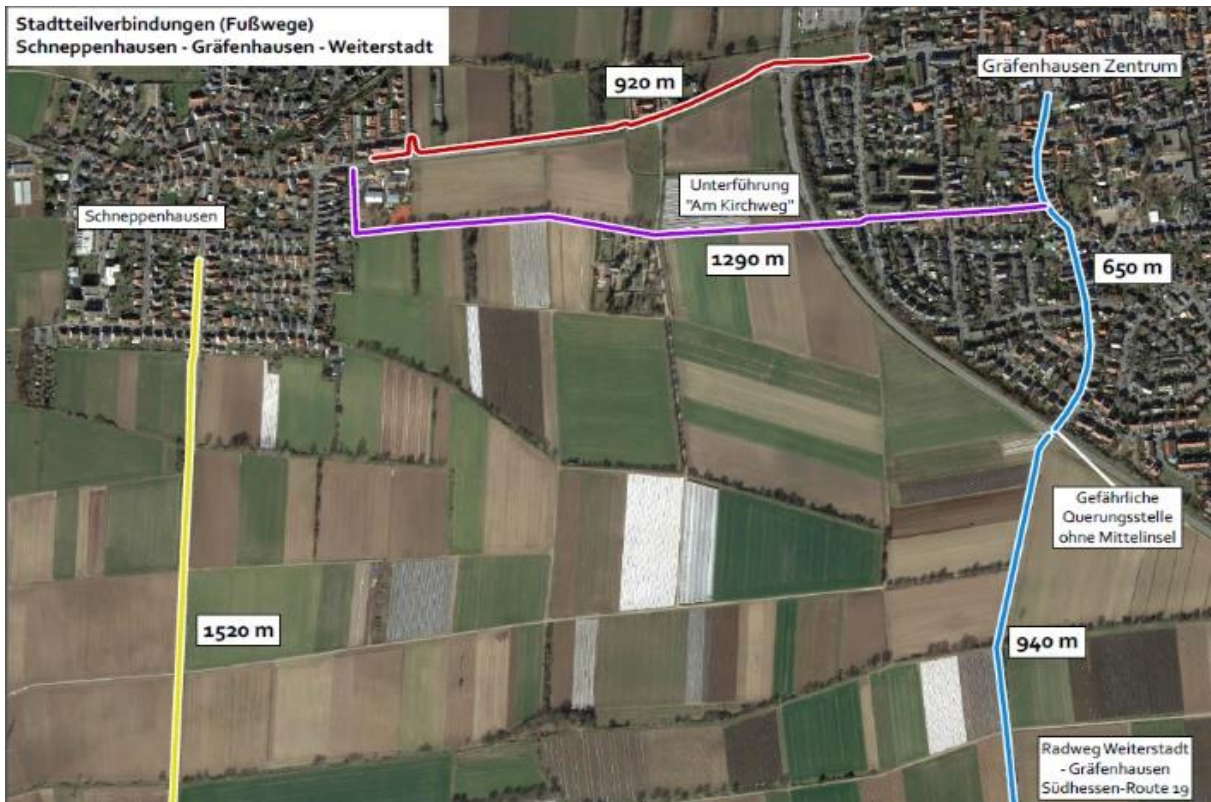 Stadtteilverbindungen (Fußwege)
Schneppenhausen - Gräfenhausen - Weiterstadt
920 m
Gräfenhausen Zentrum
Unterführung
"Am Kirchweg"
Schneppenhausen
1290 m
650 m
Gefährliche
Querungsstelle
ohne Mittelinsel
1520 m
940 m
Radweg Weiterstadt
- Gräfenhausen
Südhessen-Route 19